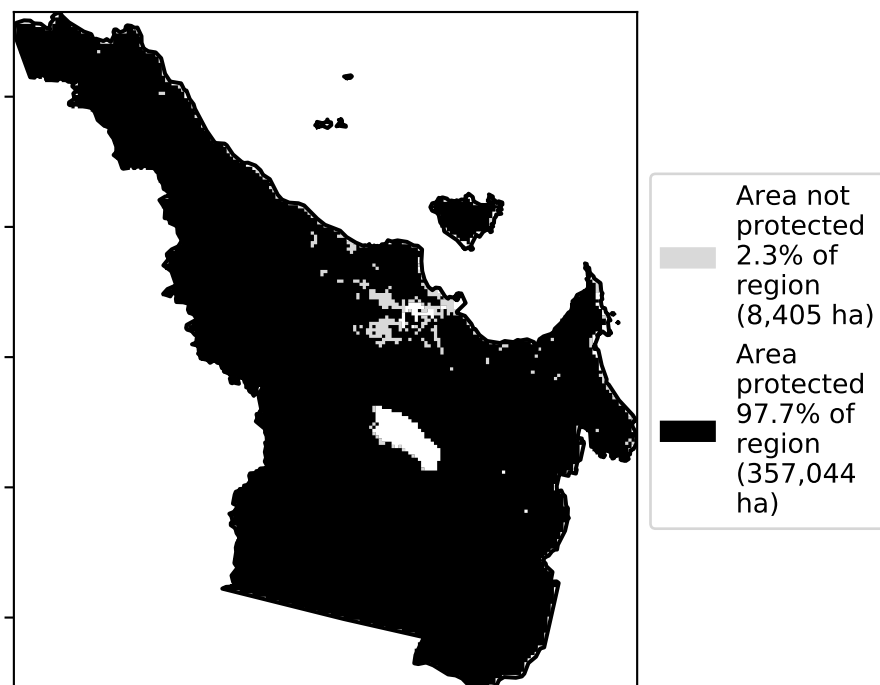 Area not
protected
2.3% of
region
(8,405 ha)
Area
protected
97.7% of
region
(357,044
ha)